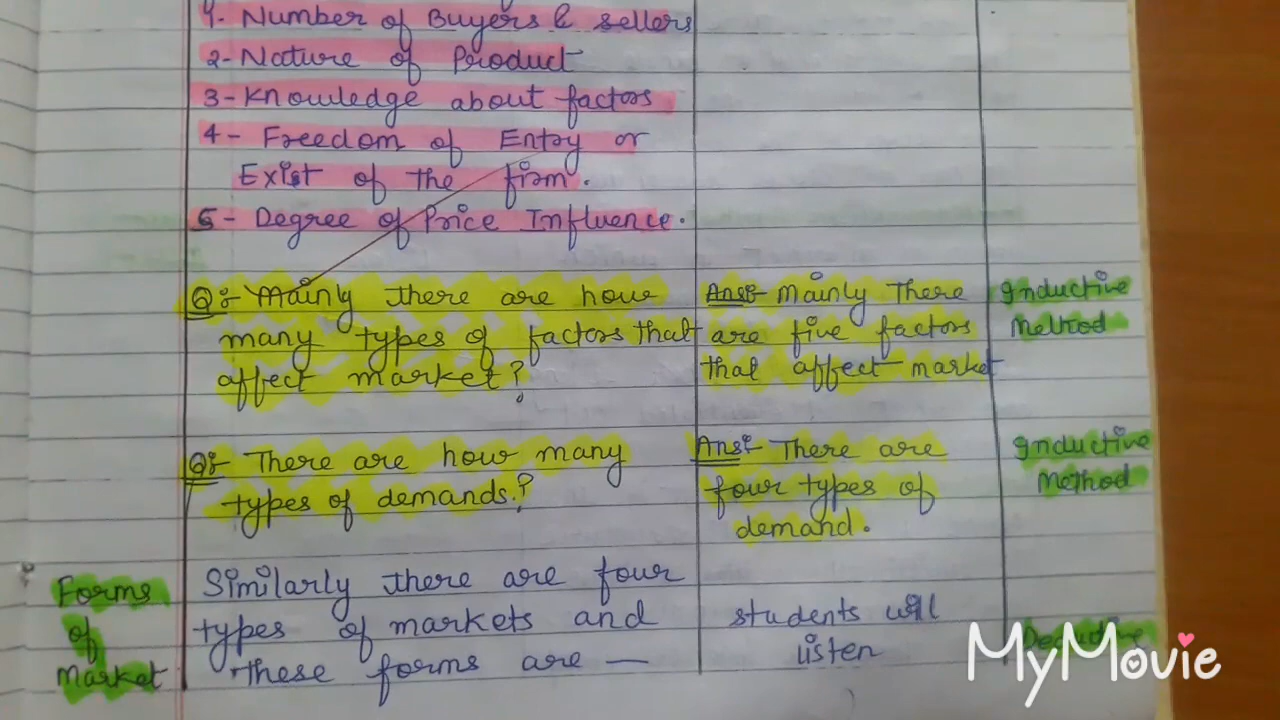 1- Number of Buyers & sellers
2- Nature of Product
3- Knowledge about factors
4- Freedom of Entry or
Exist of the firm.
5- Degree of Price Influence.
Q:- Mainly there are how
many types of factors that
affect market?
Ans:- Mainly There
are five factors
that affect market
Inductive
Method
Q:- There are how many
types of demands.?
Ans:- There are
four types of
demand.
Inductive
Method
Forms
of
Market
Similarly there are four
types of markets and
these forms are —
students will
listen
Deductive
MyMovie